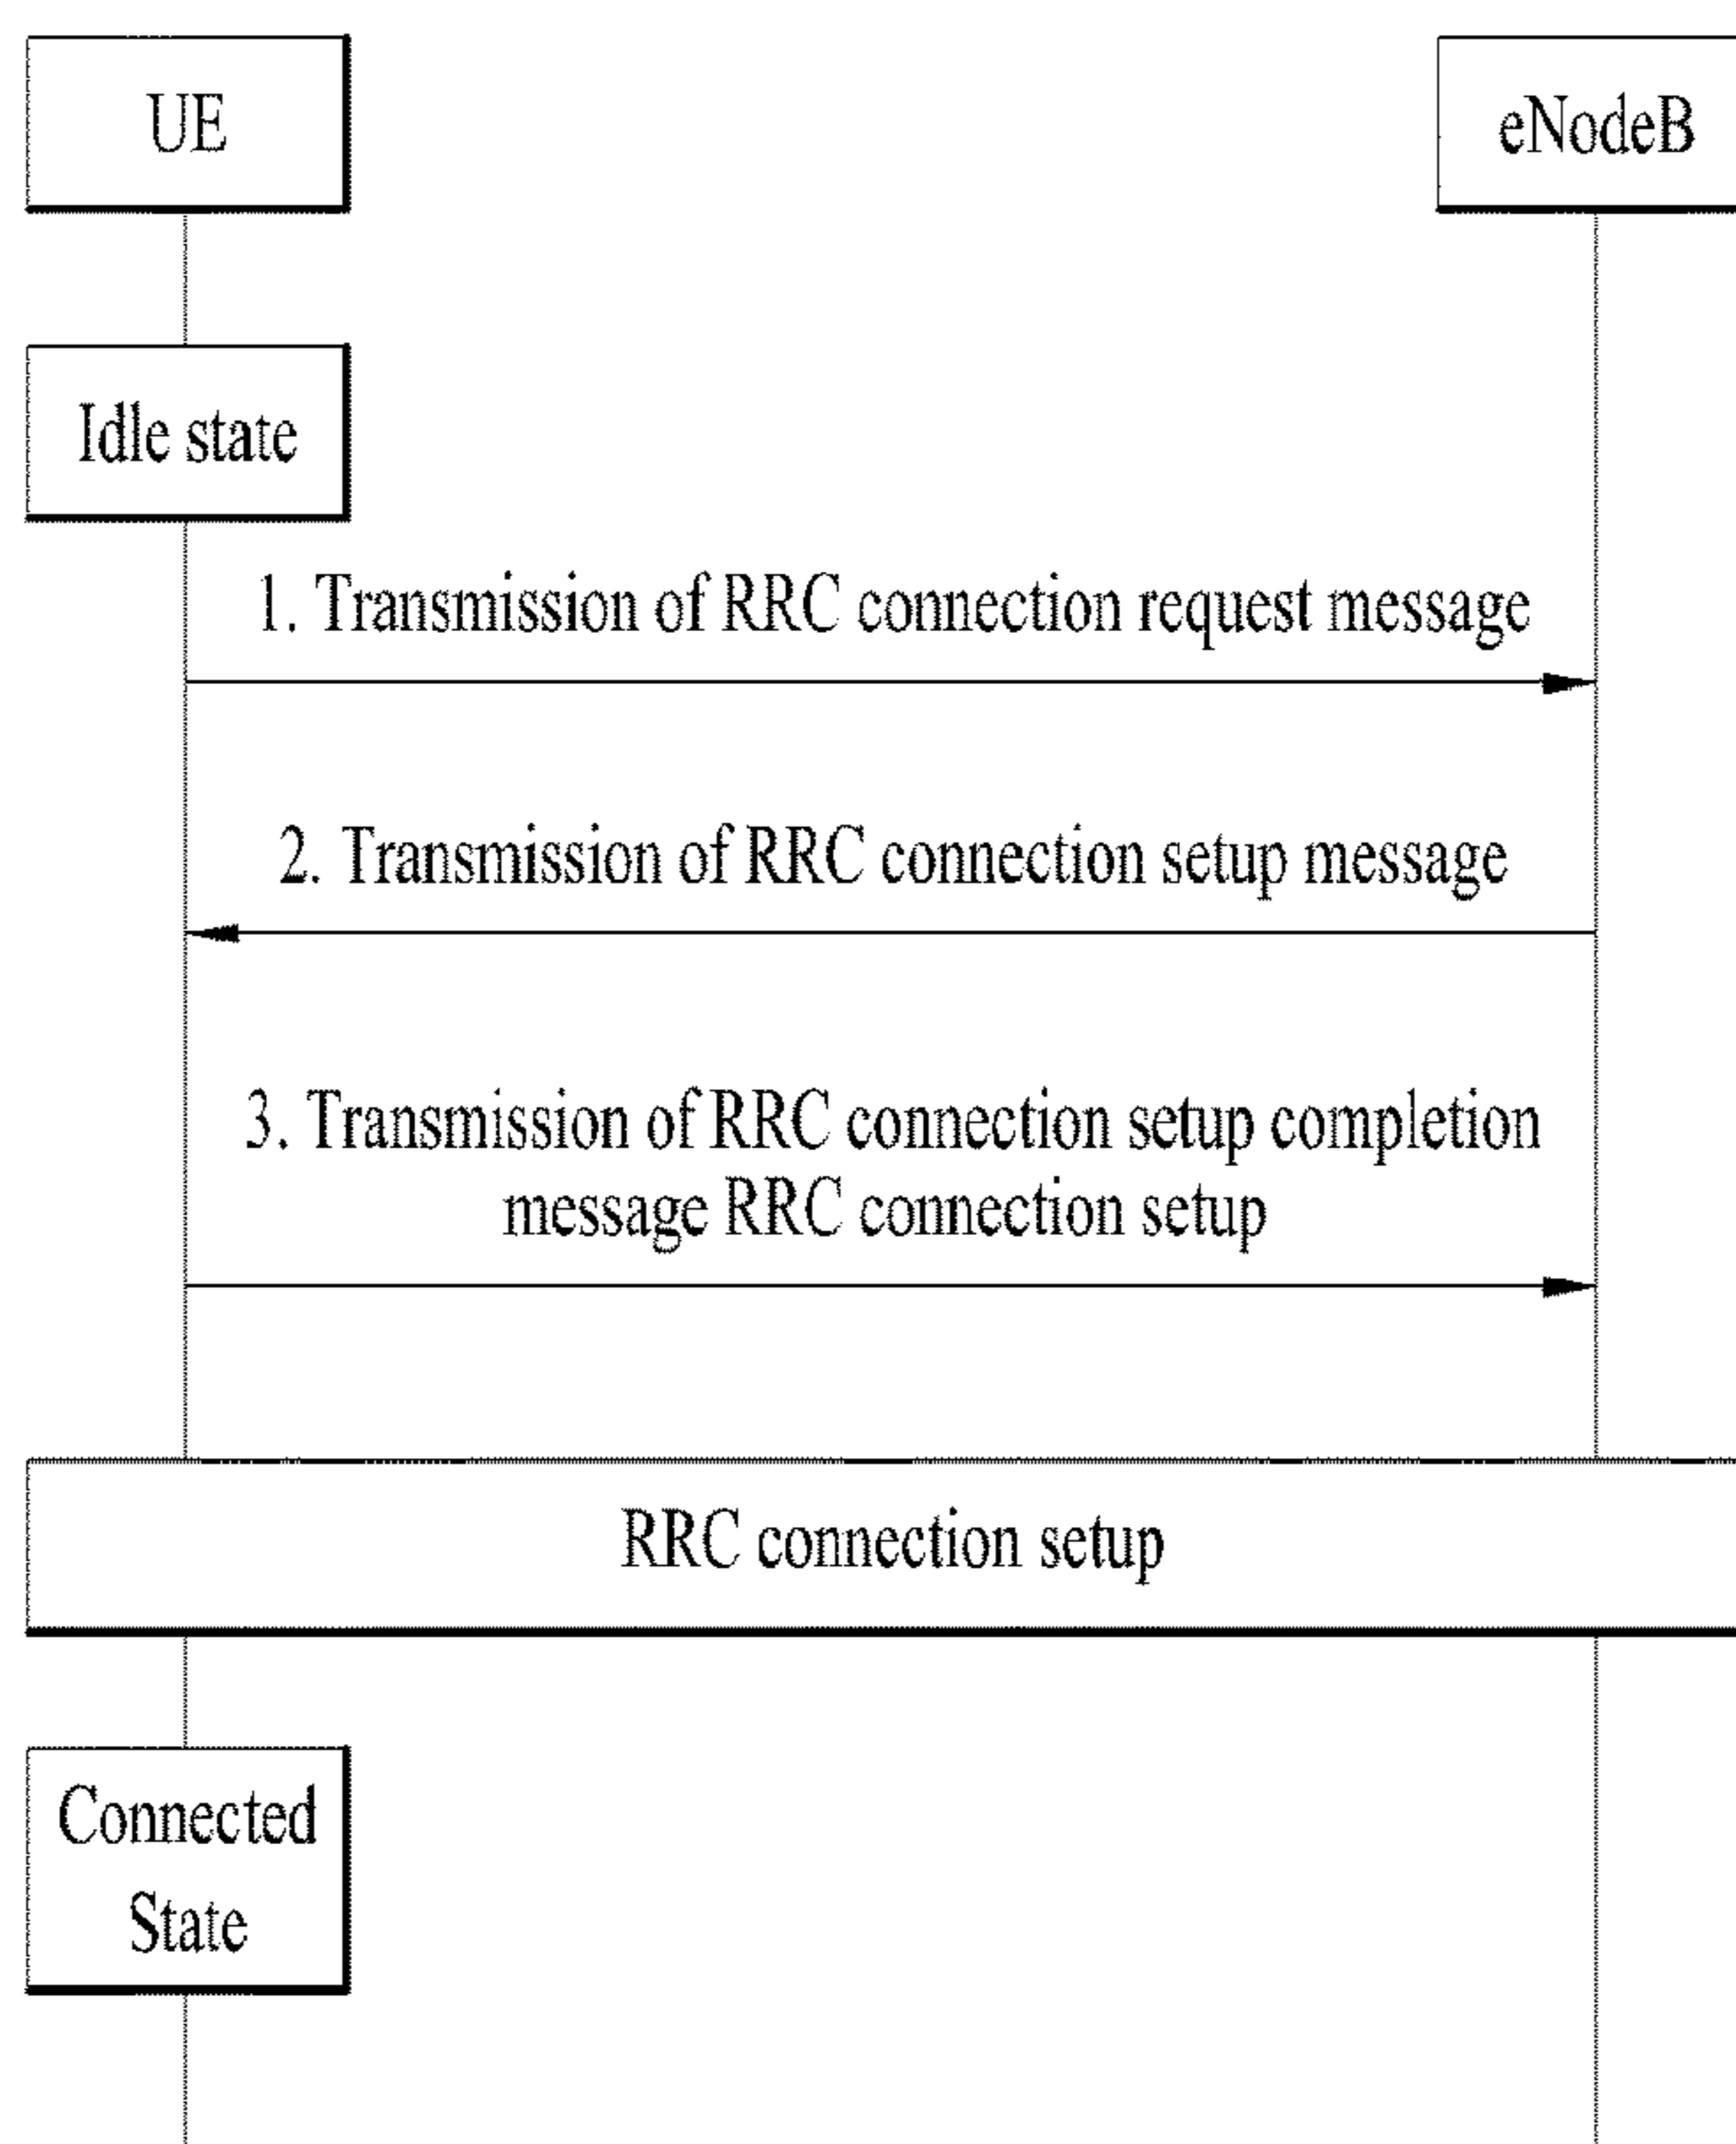 UE
eNodeB
Idle state
1. Transmission of RRC connection request message
2. Transmission of RRC connection setup message
3. Transmission of RRC connection setup completion
message RRC connection setup
RRC connection setup
Connected
State